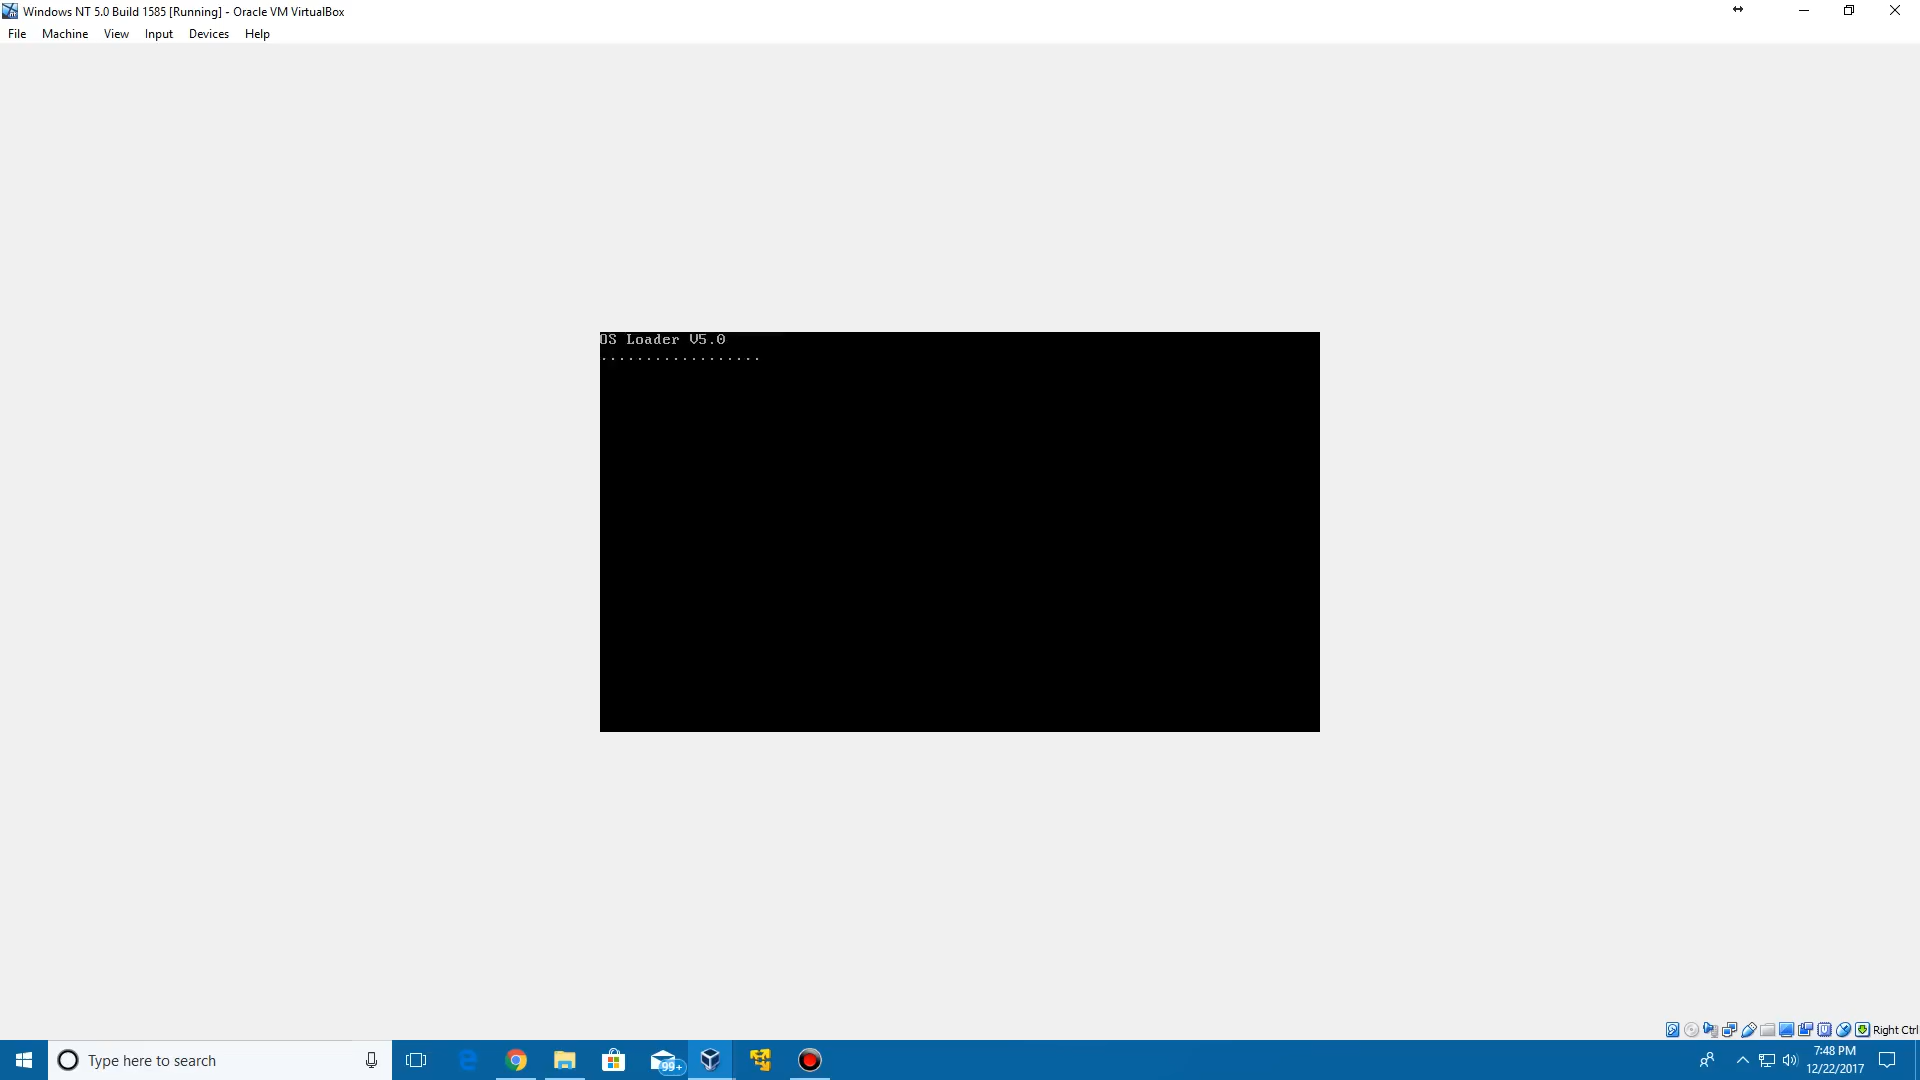 Windows NT 5.0 Build 1585 [Running] - Oracle VM VirtualBox
File Machine View Input Devices Help
OS Loader V5.0
..................
Right Ctrl
Type here to search
99+
7:48 PM
12/22/2017